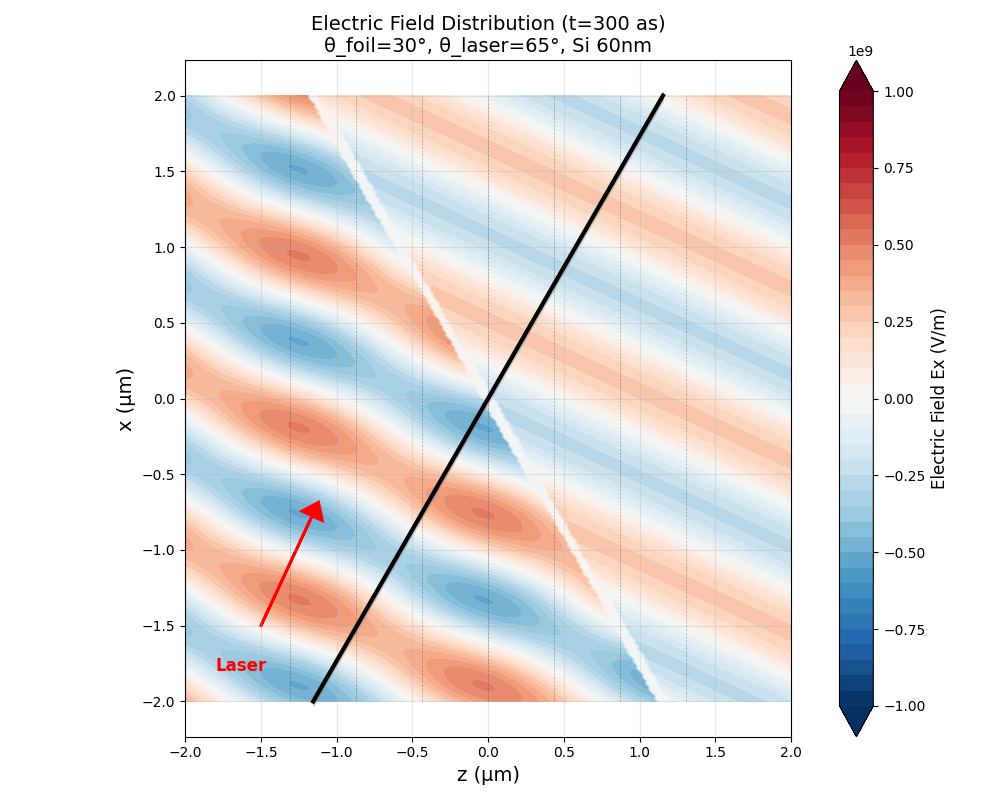 Electric Field Distribution (t=300 as)
θ_foil=30°, θ_laser=65°, Si 60nm
1e9
1.00
0.75
0.50
0.25
0.00
−0.25
−0.50
−0.75
−1.00
Electric Field Ex (V/m)
2.0
1.5
1.0
0.5
0.0
−0.5
−1.0
−1.5
−2.0
x (μm)
Laser
−2.0 −1.5 −1.0 −0.5 0.0 0.5 1.0 1.5 2.0
z (μm)